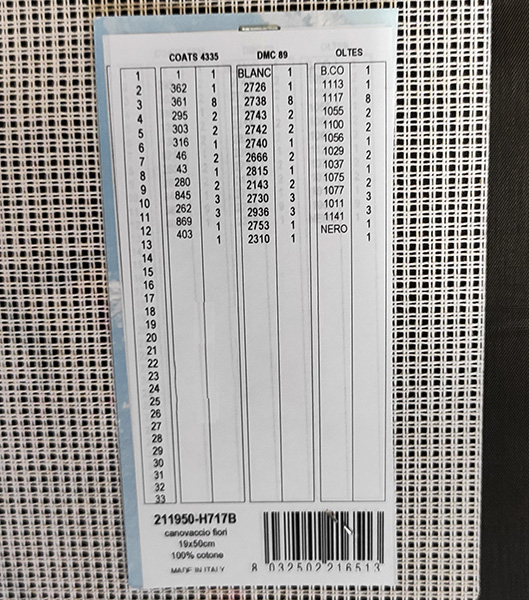 COATS 4335 DMC 89 OLTES
1 1 1 BLANC 1 B.CO 1
2 362 1 2726 1 1113 1
3 361 8 2738 8 1117 8
4 295 2 2743 2 1055 2
5 303 2 2742 2 1100 2
6 316 1 2740 1 1056 1
7 46 2 2666 2 1029 2
8 43 1 2815 1 1037 1
9 280 2 2143 2 1075 2
10 845 3 2730 3 1077 3
11 262 3 2936 3 1011 3
12 869 1 2753 1 1141 1
13 403 1 2310 1 NERO 1
14
15
16
17
18
19
20
21
22
23
24
25
26
27
28
29
30
31
32
33
211950-H717B
canovaccio fiori
19x50cm
100% cotone
MADE IN ITALY
8 032502 216513